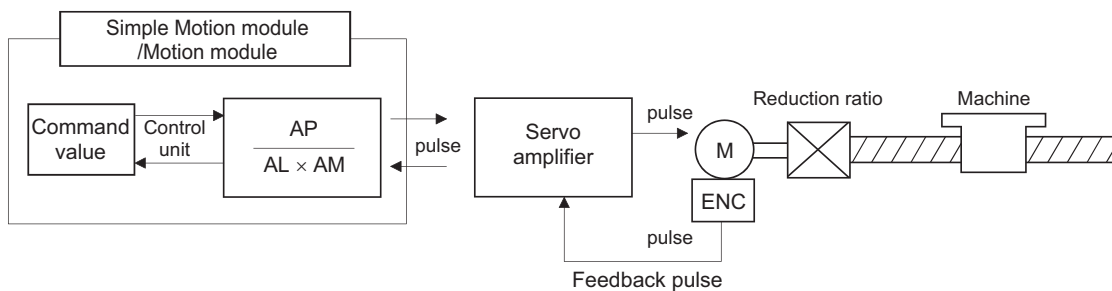 Simple Motion module
/Motion module
Command
value
Control
unit
AP
AL × AM
pulse
Servo
amplifier
pulse
M
ENC
pulse
Feedback pulse
Reduction ratio
Machine